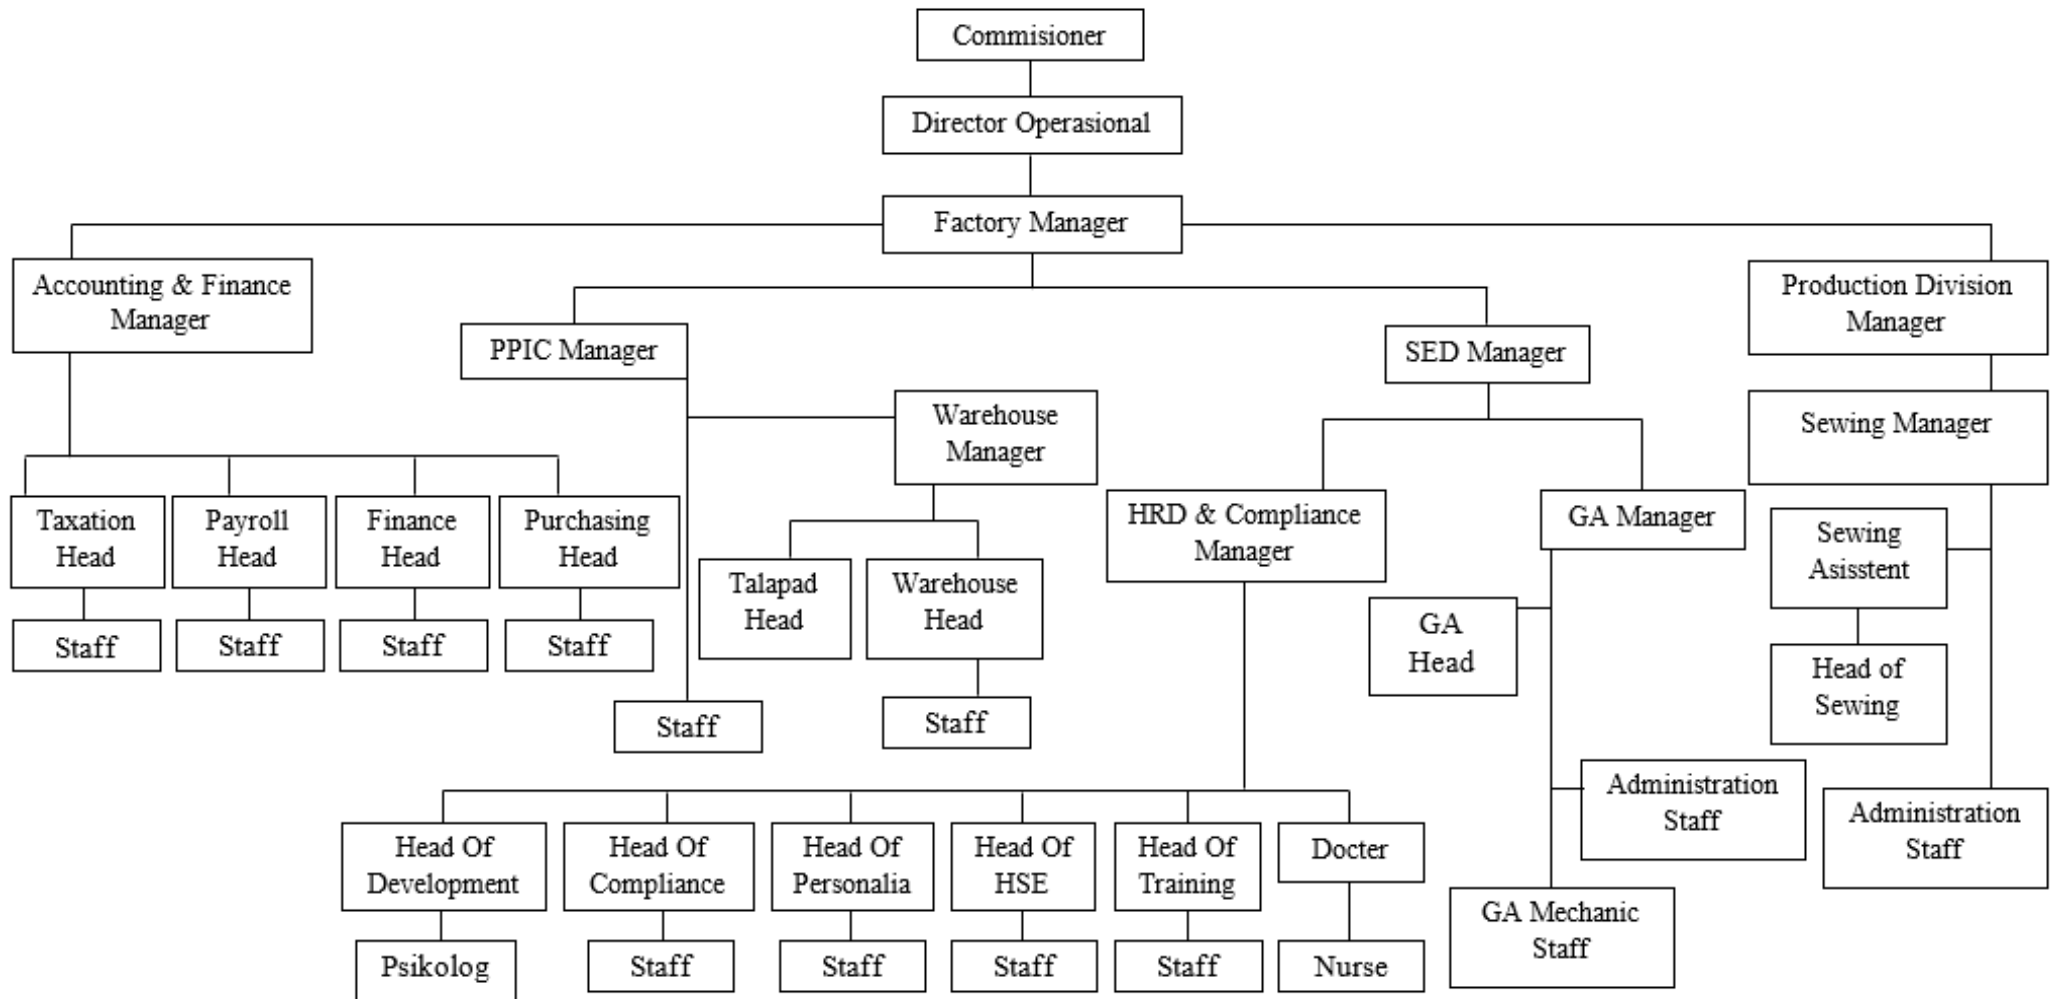 Commisioner
Director Operasional
Factory Manager
Accounting & Finance
Manager
PPIC Manager
SED Manager
Production Division
Manager
Warehouse
Manager
Sewing Manager
Taxation
Head
Payroll
Head
Finance
Head
Purchasing
Head
HRD & Compliance
Manager
GA Manager
Sewing
Asisstent
Talapad
Head
Warehouse
Head
GA
Head
Staff
Staff
Staff
Staff
Head of
Sewing
Staff
Staff
Administration
Staff
Administration
Staff
Head Of
Development
Head Of
Compliance
Head Of
Personalia
Head Of
HSE
Head Of
Training
Docter
GA Mechanic
Staff
Psikolog
Staff
Staff
Staff
Staff
Nurse